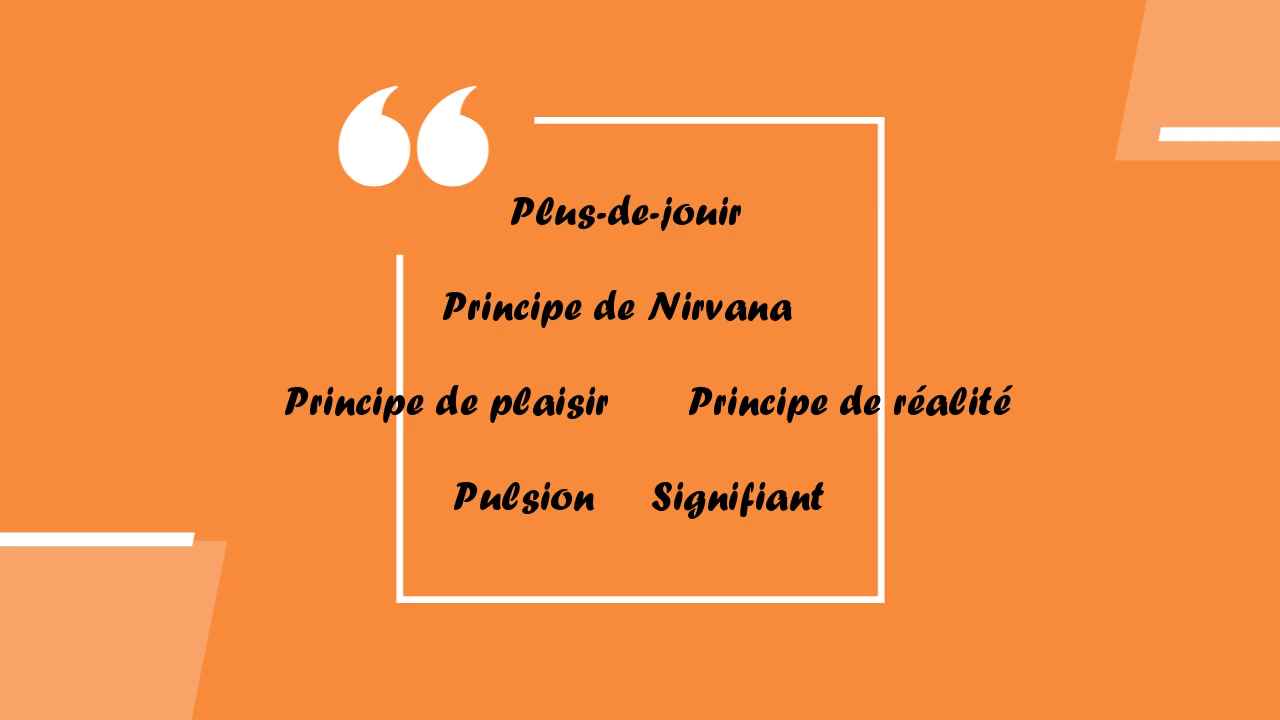 Plus-de-jouir
Principe de Nirvana
Principe de plaisir Principe de réalité
Pulsion Signifiant